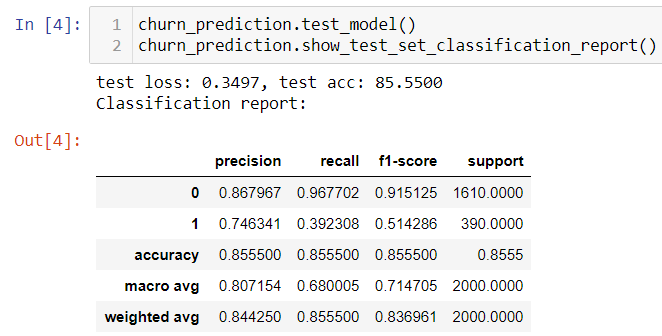 In [4]:
1 churn_prediction.test_model()
2 churn_prediction.show_test_set_classification_report()
test loss: 0.3497, test acc: 85.5500
Classification report:
Out[4]:
precision recall f1-score support
0 0.867967 0.967702 0.915125 1610.0000
1 0.746341 0.392308 0.514286 390.0000
accuracy 0.855500 0.855500 0.855500 0.8555
macro avg 0.807154 0.680005 0.714705 2000.0000
weighted avg 0.844250 0.855500 0.836961 2000.0000